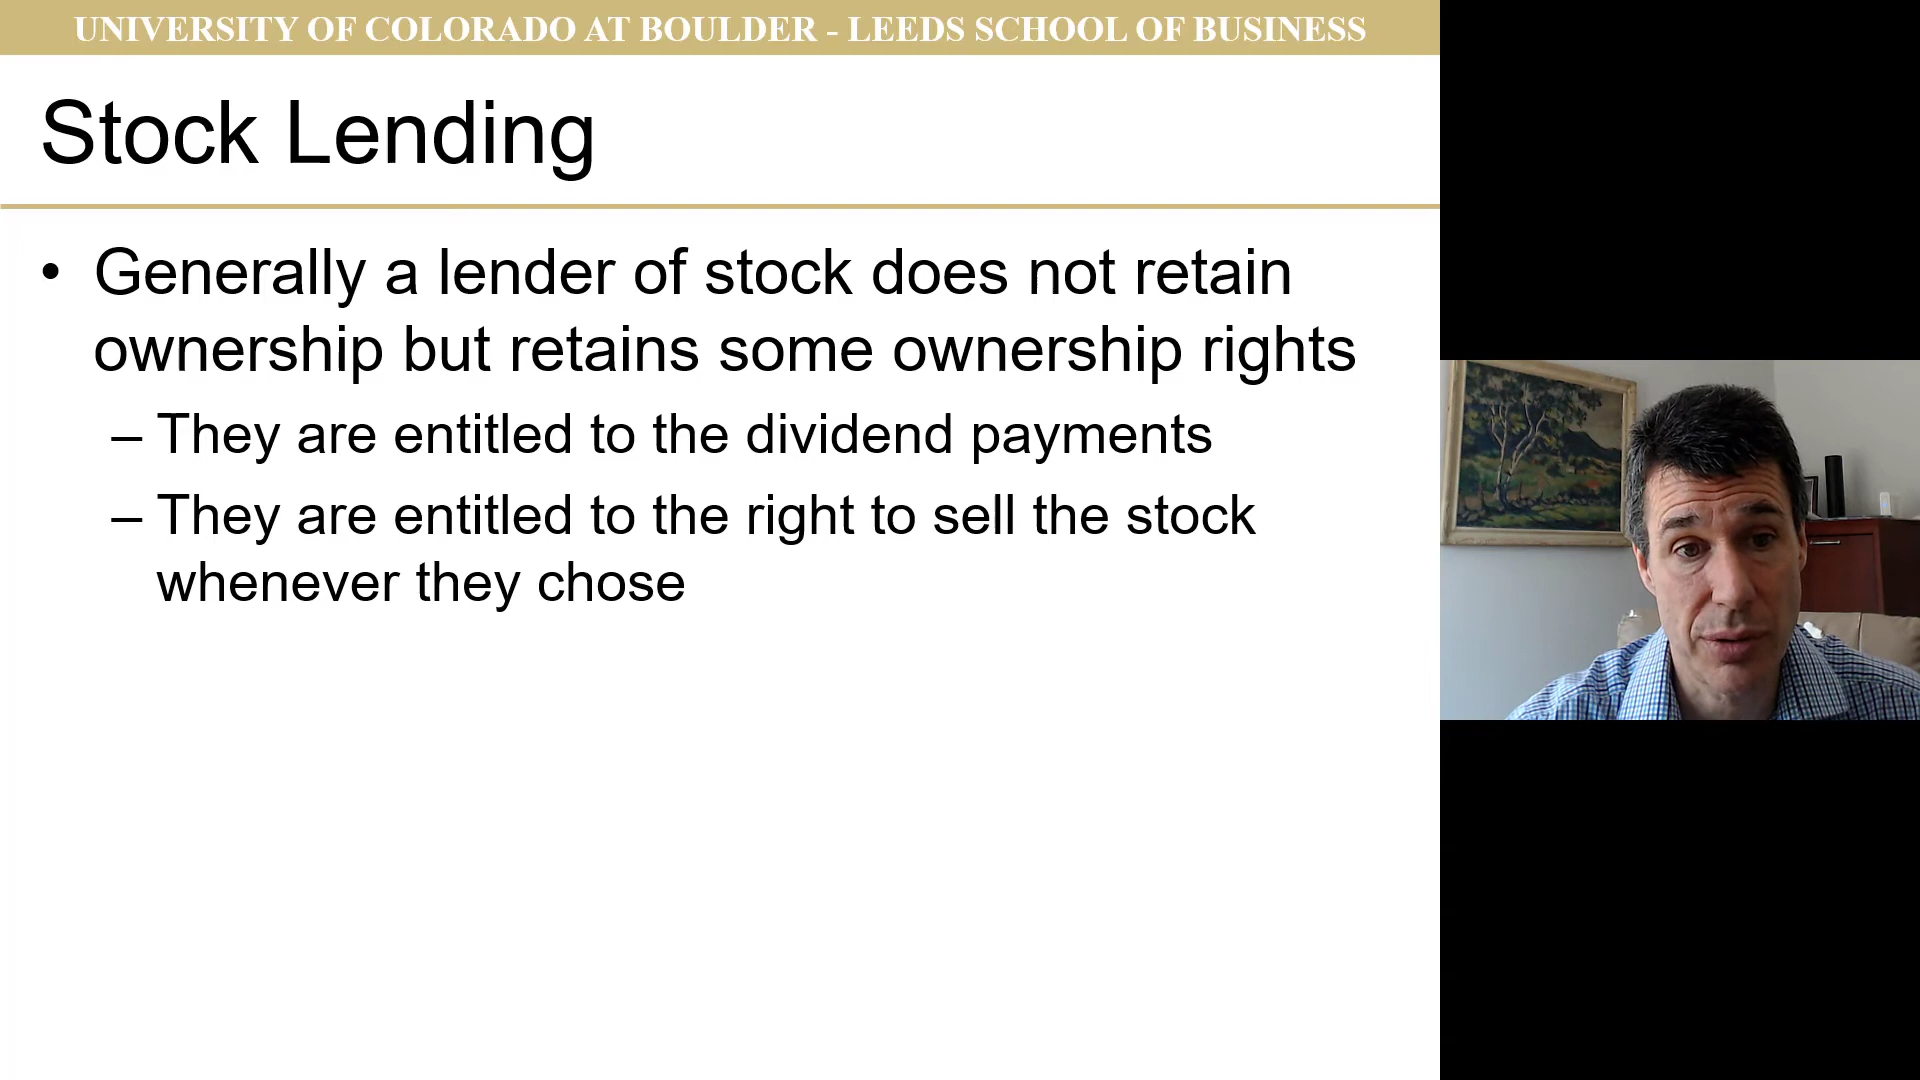 UNIVERSITY OF COLORADO AT BOULDER - LEEDS SCHOOL OF BUSINESS
Stock Lending
• Generally a lender of stock does not retain
ownership but retains some ownership rights
– They are entitled to the dividend payments
– They are entitled to the right to sell the stock
whenever they chose